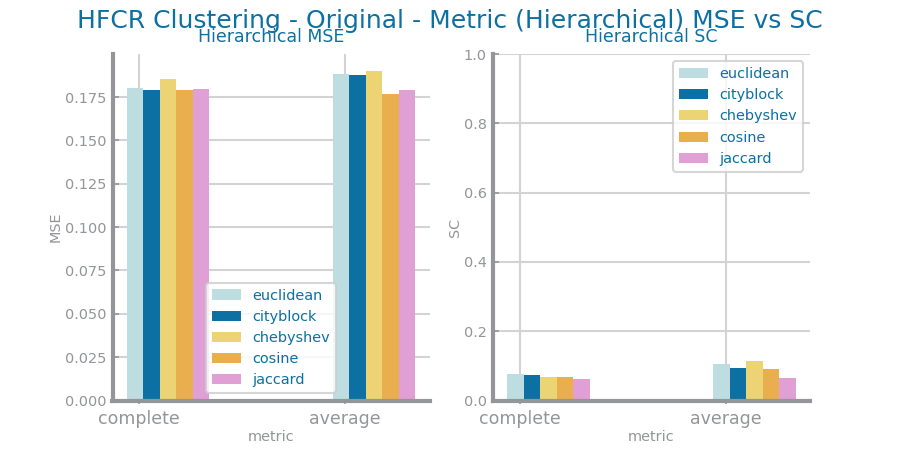 HFCR Clustering - Original - Metric (Hierarchical) MSE vs SC
Hierarchical MSE
MSE
0.175
0.150
0.125
0.100
0.075
0.050
0.025
0.000
euclidean
cityblock
chebyshev
cosine
jaccard
complete
average
metric
Hierarchical SC
SC
1.0
0.8
0.6
0.4
0.2
0.0
euclidean
cityblock
chebyshev
cosine
jaccard
complete
average
metric